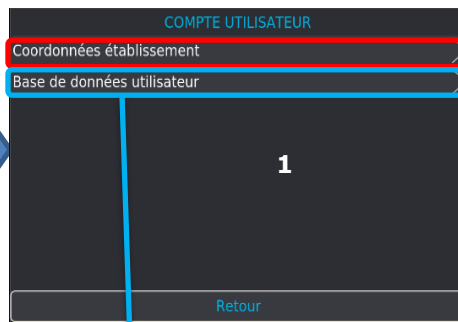 COMPTE UTILISATEUR
Coordonnées établissement
Base de données utilisateur
1
Retour